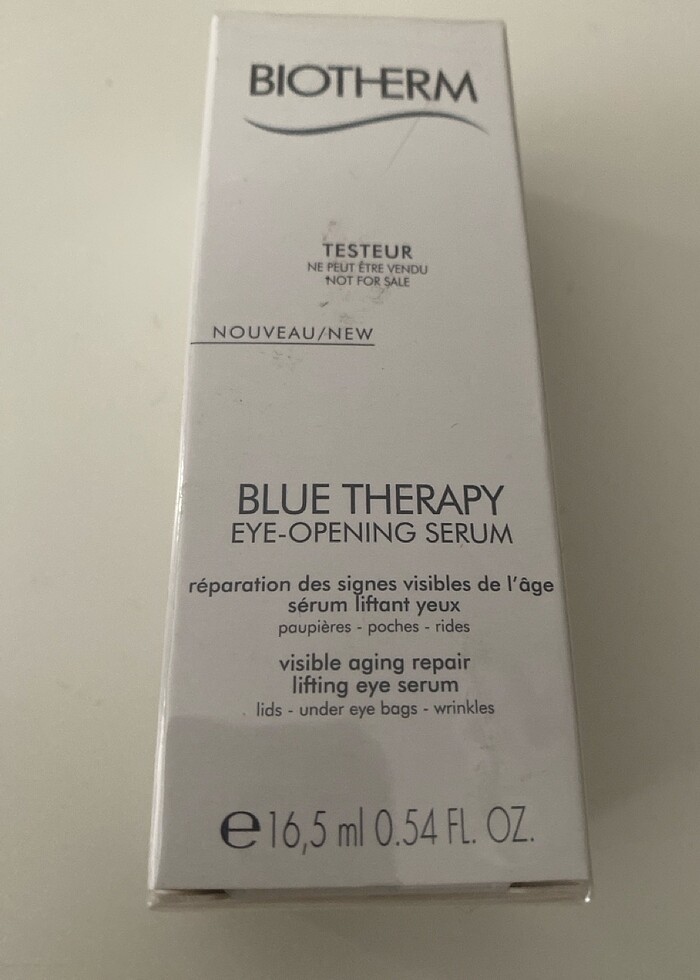 BIOTHERM
TESTEUR
NE PEUT ÊTRE VENDU
NOT FOR SALE
NOUVEAU/NEW
BLUE THERAPY
EYE-OPENING SERUM
réparation des signes visibles de l'âge
sérum liftant yeux
paupières - poches - rides
visible aging repair
lifting eye serum
lids - under eye bags - wrinkles
e 16,5 ml 0.54 FL. OZ.